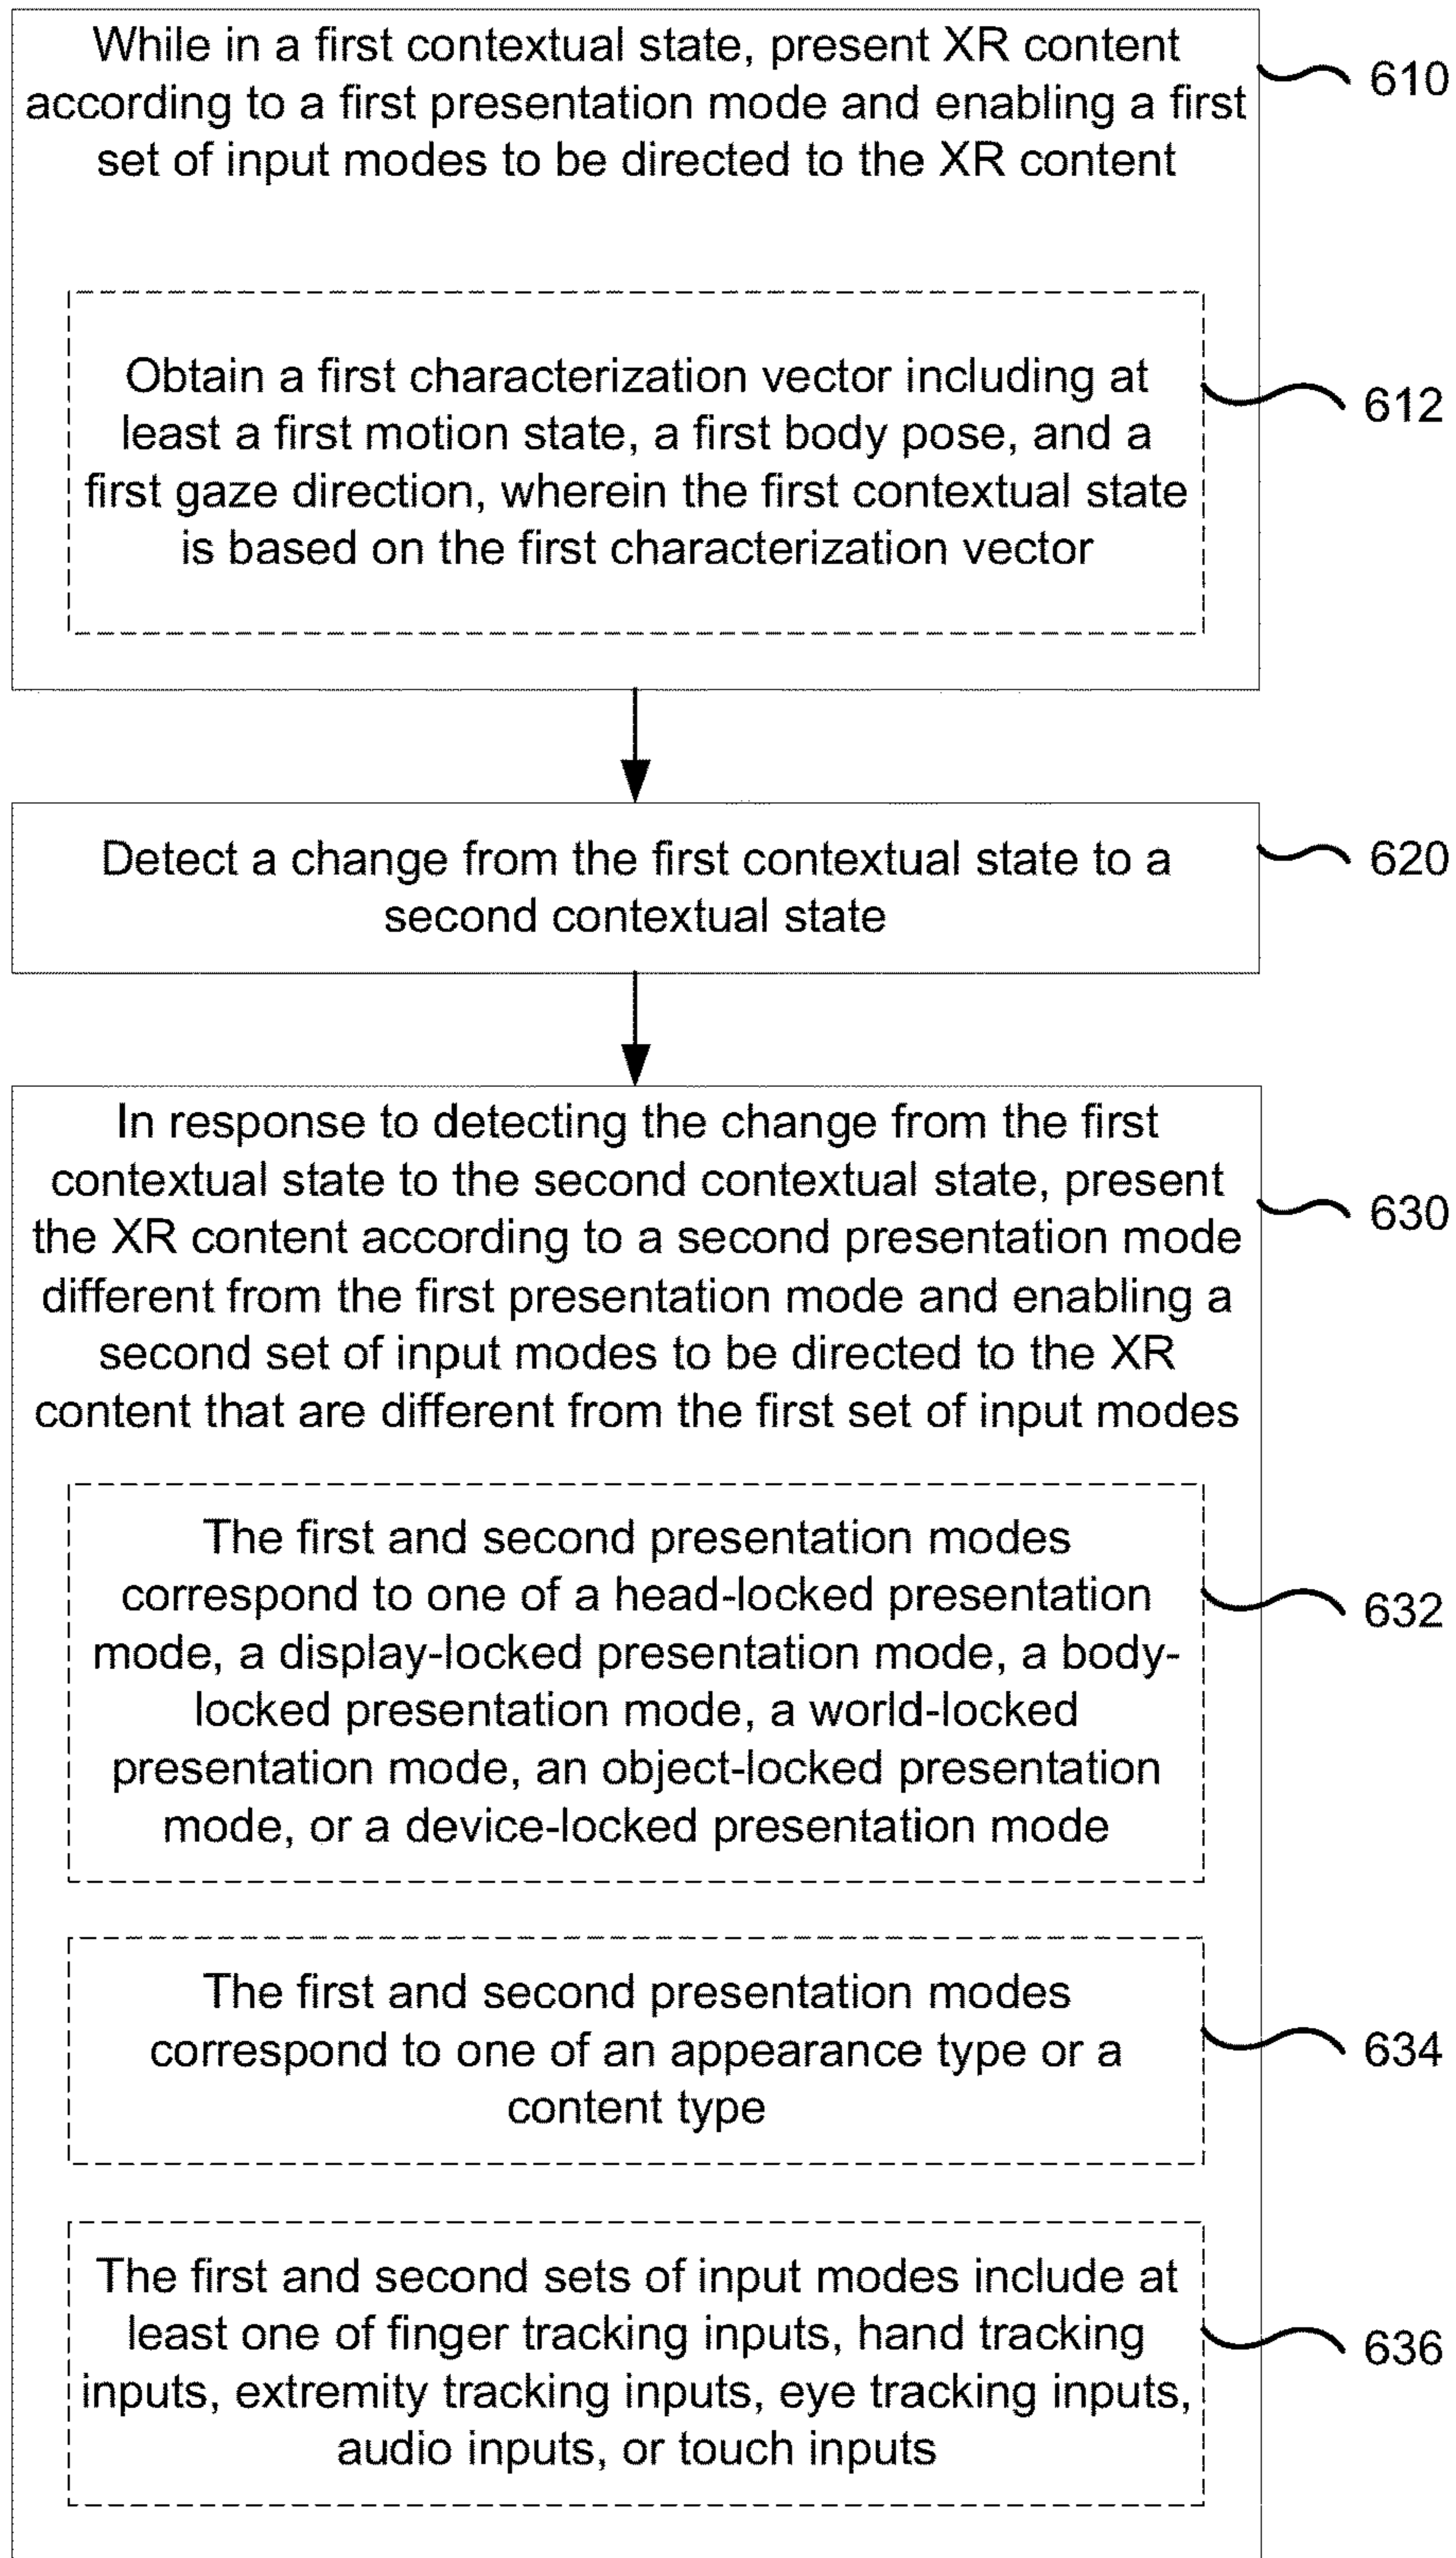 While in a first contextual state, present XR content
according to a first presentation mode and enabling a first
set of input modes to be directed to the XR content
610
Obtain a first characterization vector including at
least a first motion state, a first body pose, and a
first gaze direction, wherein the first contextual state
is based on the first characterization vector
612
Detect a change from the first contextual state to a
second contextual state
620
In response to detecting the change from the first
contextual state to the second contextual state, present
the XR content according to a second presentation mode
different from the first presentation mode and enabling a
second set of input modes to be directed to the XR
content that are different from the first set of input modes
630
The first and second presentation modes
correspond to one of a head-locked presentation
mode, a display-locked presentation mode, a body-
locked presentation mode, a world-locked
presentation mode, an object-locked presentation
mode, or a device-locked presentation mode
632
The first and second presentation modes
correspond to one of an appearance type or a
content type
634
The first and second sets of input modes include at
least one of finger tracking inputs, hand tracking
inputs, extremity tracking inputs, eye tracking inputs,
audio inputs, or touch inputs
636